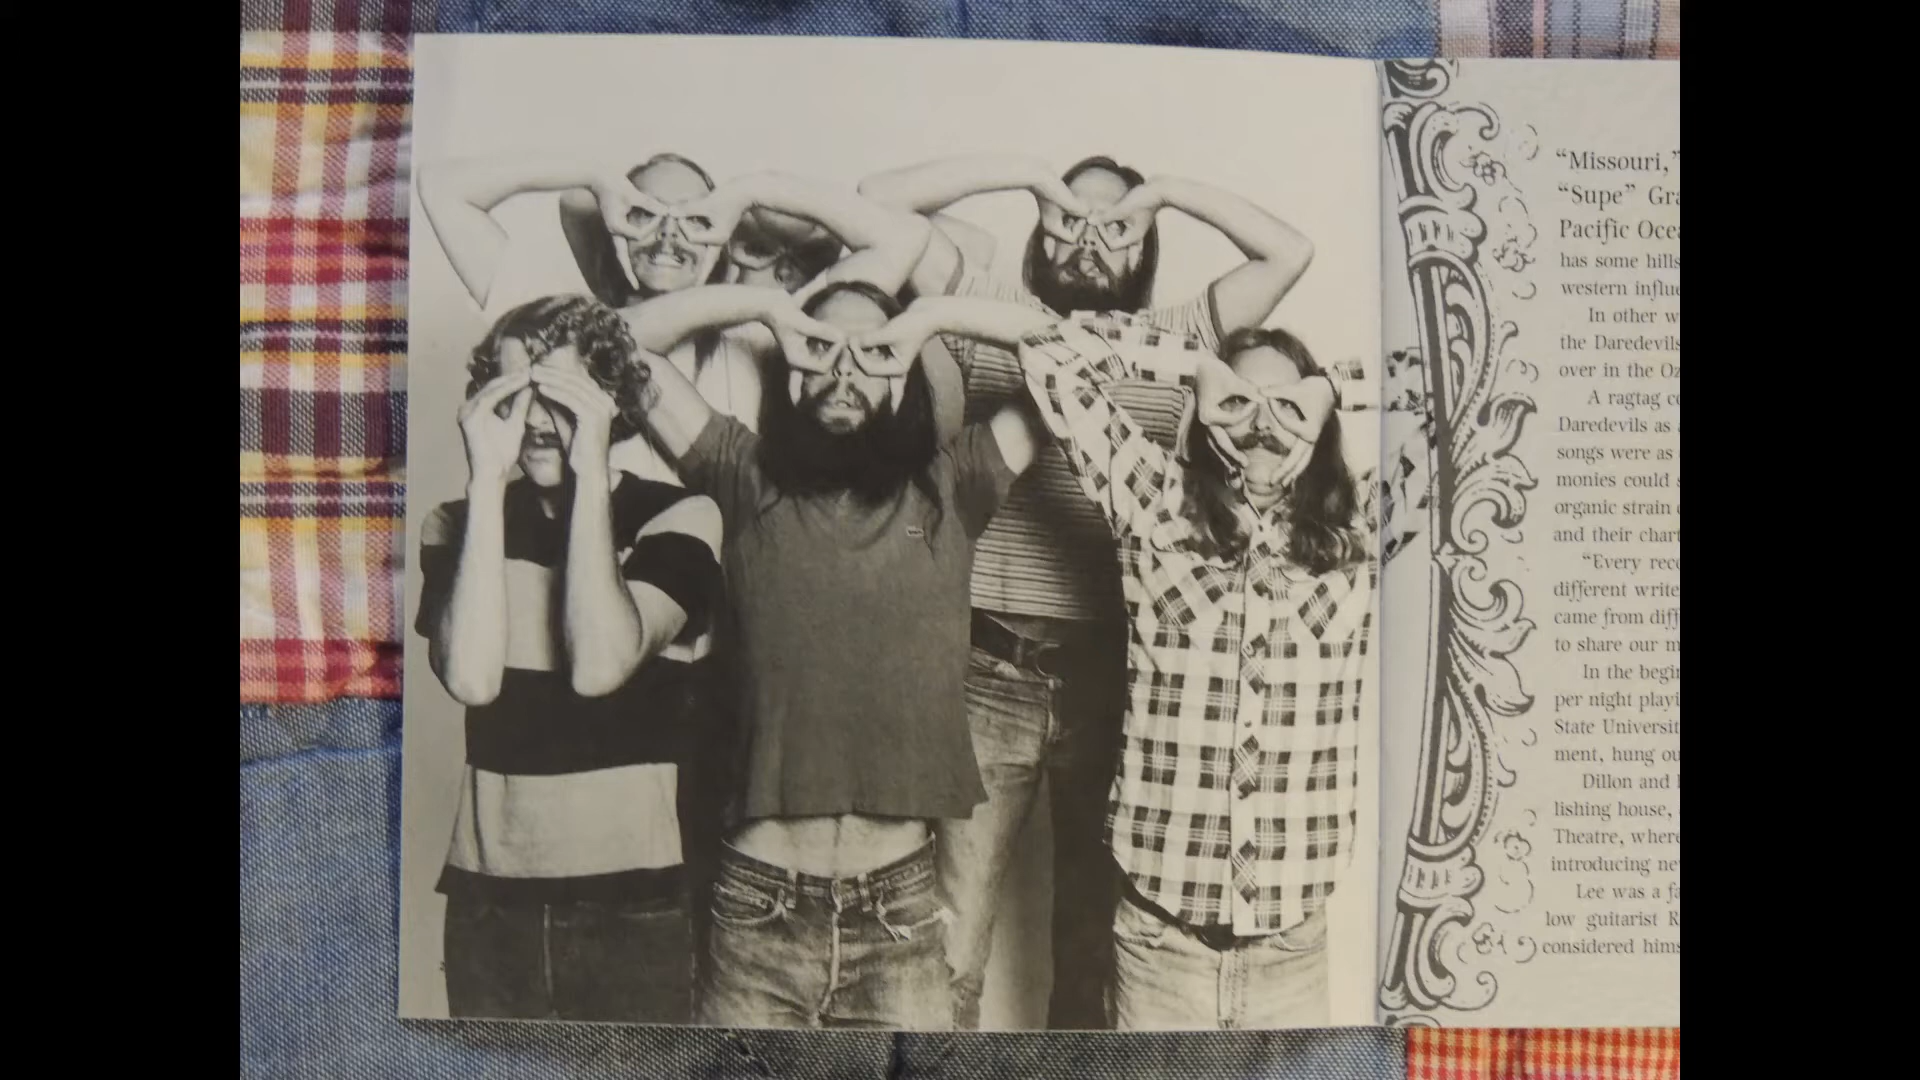 “Missouri,”
“Supe” Gra
Pacific Oce
has some hills
western influe
In other w
the Daredevils
over in the Oz
A ragtag c
Daredevils as
songs were as
monies could
organic strain
and their chart
“Every reco
different write
came from diff
to share our m
In the begin
per night playi
State Universit
ment, hung ou
Dillon and
lishing house,
Theatre, where
introducing ne
Lee was a fa
low guitarist R
considered hims